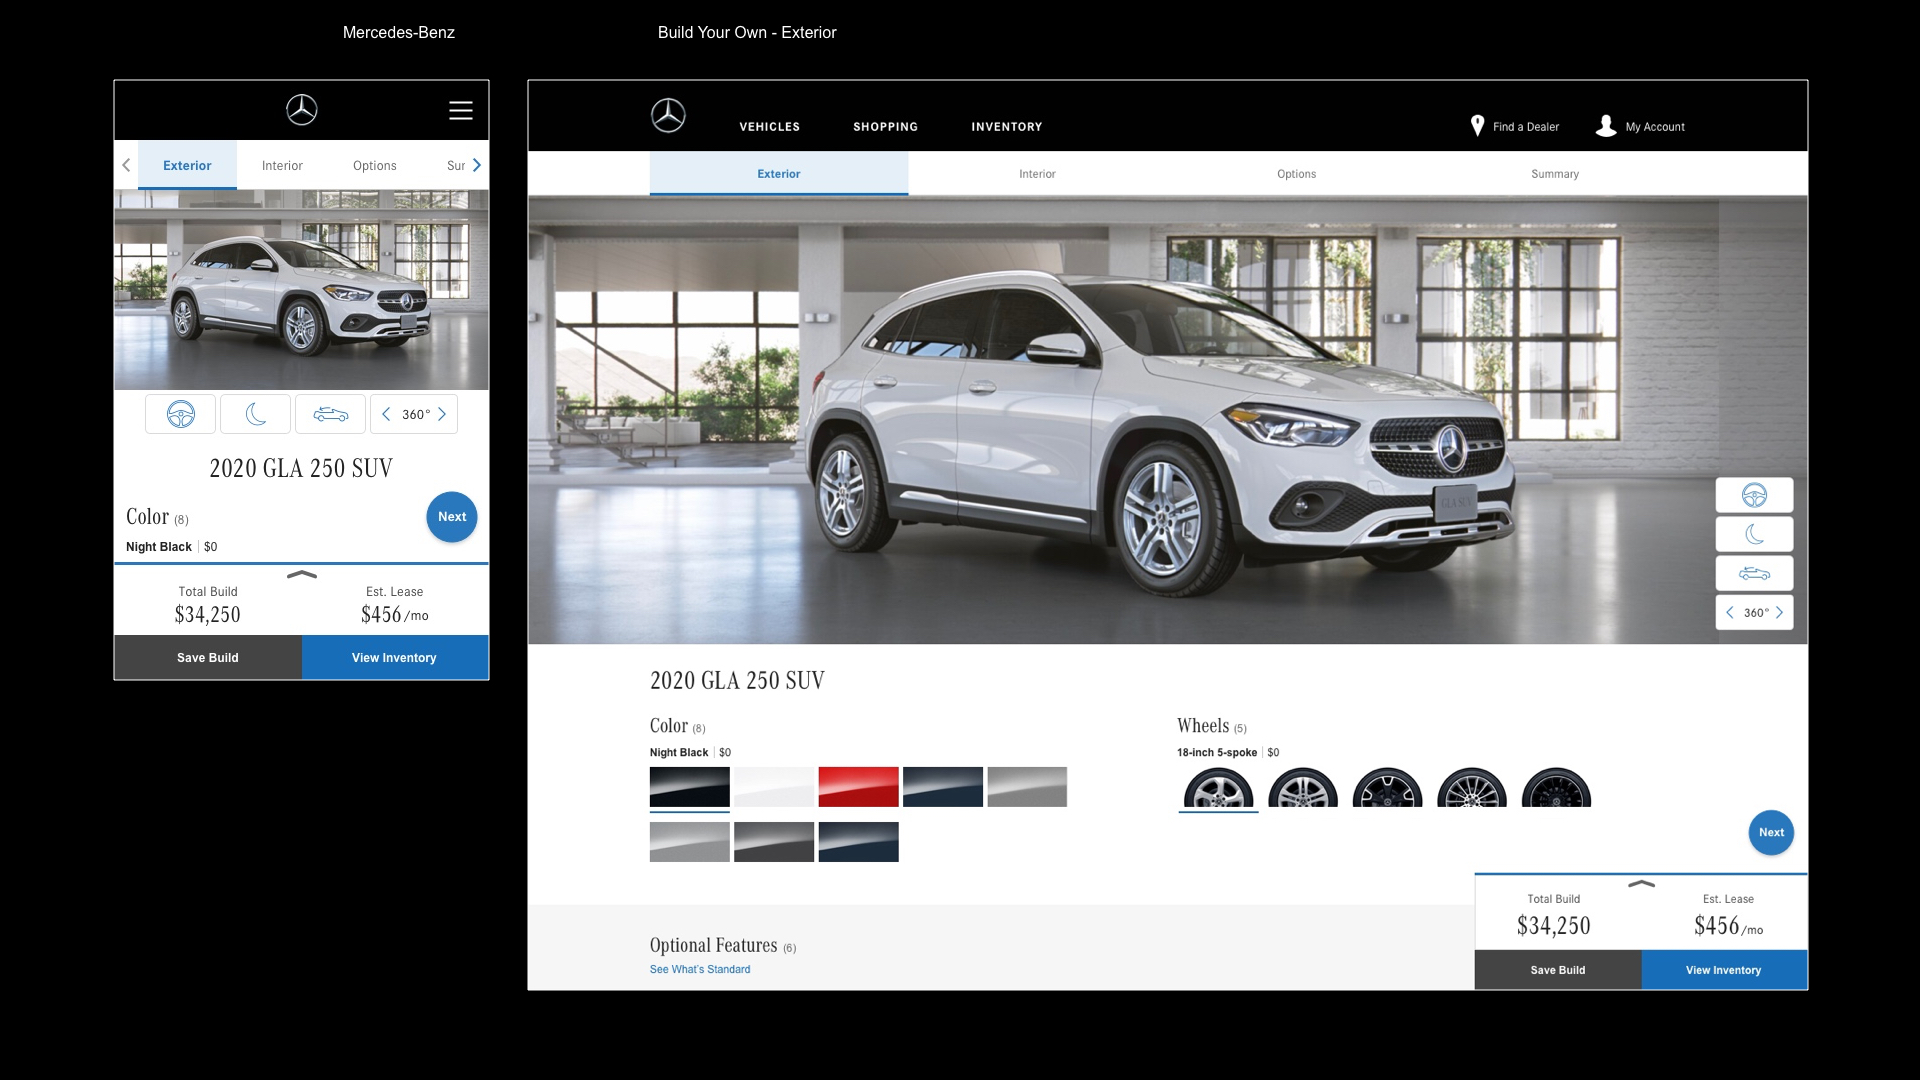 Mercedes-Benz
Build Your Own - Exterior
Exterior Interior Options Sur
360°
2020 GLA 250 SUV
Color (8)
Next
Night Black | $0
Total Build Est. Lease
$34,250 $456/mo
Save Build View Inventory
VEHICLES SHOPPING INVENTORY Find a Dealer My Account
Exterior Interior Options Summary
GLA SUV
360°
2020 GLA 250 SUV
Color (8)
Night Black | $0
Wheels (5)
18-inch 5-spoke | $0
Next
Optional Features (6)
See What's Standard
Total Build Est. Lease
$34,250 $456/mo
Save Build View Inventory